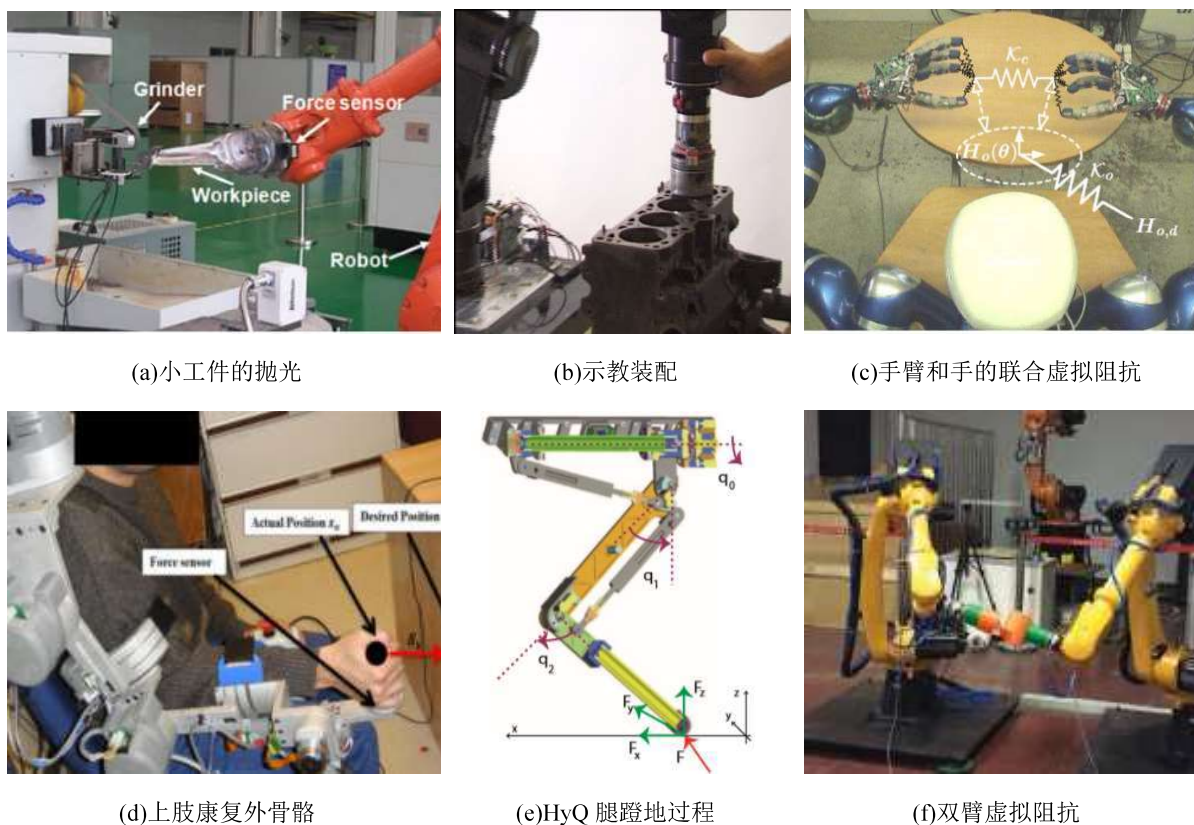 Grinder
Force sensor
Workpiece
Robot
(a)小工件的抛光
(b)示教装配
𝒦c
Ho(θ)
𝒦o
Ho,d
(c)手臂和手的联合虚拟阻抗
Actual Position xa
Desired Position
Force sensor
(d)上肢康复外骨骼
q0
q1
q2
Fz
Fy
Fx
F
x
z
y
(e)HyQ 腿蹬地过程
(f)双臂虚拟阻抗